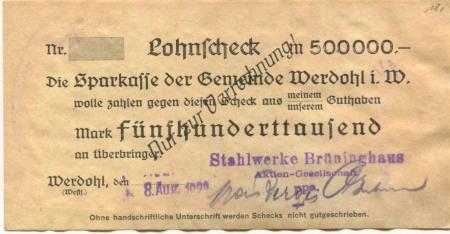 Nr. Lohnscheck M 500000.—
Die Sparkasse der Gemeinde Werdohl i. W.
wolle zahlen gegen diesen Scheck aus meinem unserem Guthaben
Mark fünfhunderttausend
an überbringer
Nur zur Verrechnung!
Stahlwerke Brüninghaus
Aktien-Gesellschaft
Werdohl, den 8. Aug.
(Westf.)
ppa.
Ohne handschriftliche Unterschrift werden Schecks nicht gutgeschrieben.